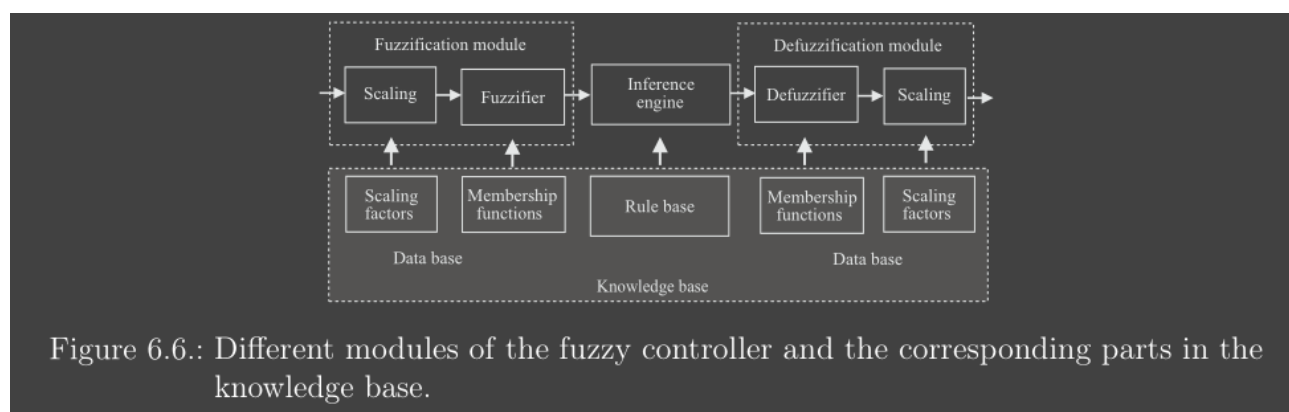 Fuzzification module
Defuzzification module
Scaling
Fuzzifier
Inference
engine
Defuzzifier
Scaling
Scaling
factors
Membership
functions
Rule base
Membership
functions
Scaling
factors
Data base
Data base
Knowledge base
Figure 6.6.: Different modules of the fuzzy controller and the corresponding parts in the
knowledge base.